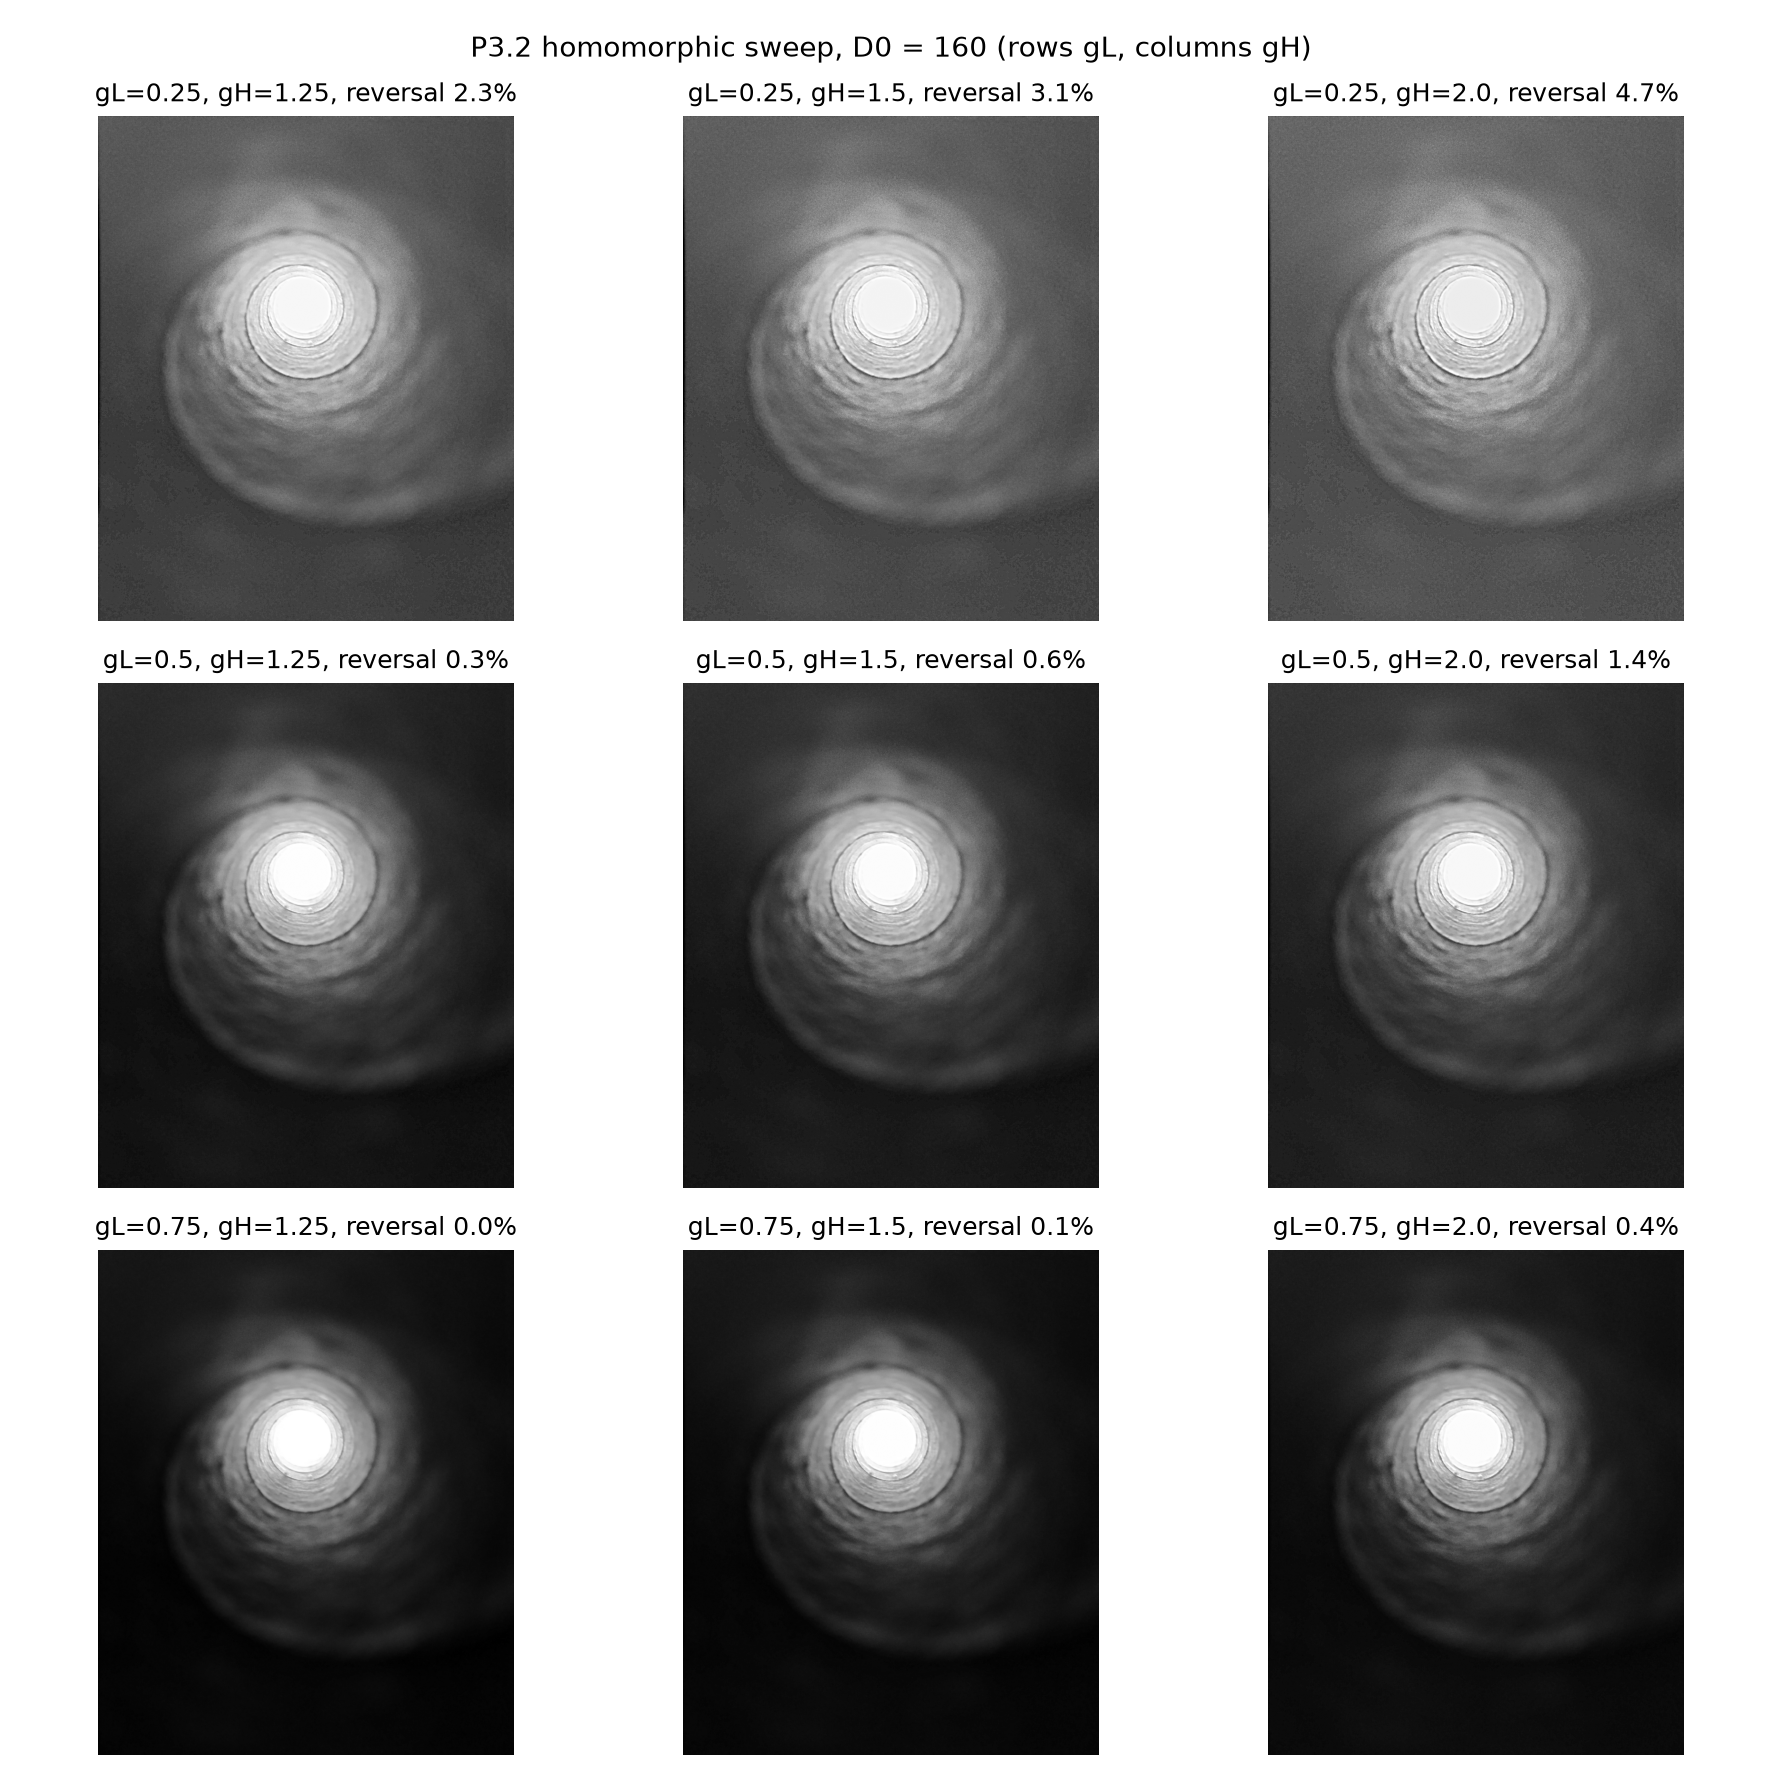 P3.2 homomorphic sweep, D0 = 160 (rows gL, columns gH)
gL=0.25, gH=1.25, reversal 2.3%
gL=0.25, gH=1.5, reversal 3.1%
gL=0.25, gH=2.0, reversal 4.7%
gL=0.5, gH=1.25, reversal 0.3%
gL=0.5, gH=1.5, reversal 0.6%
gL=0.5, gH=2.0, reversal 1.4%
gL=0.75, gH=1.25, reversal 0.0%
gL=0.75, gH=1.5, reversal 0.1%
gL=0.75, gH=2.0, reversal 0.4%